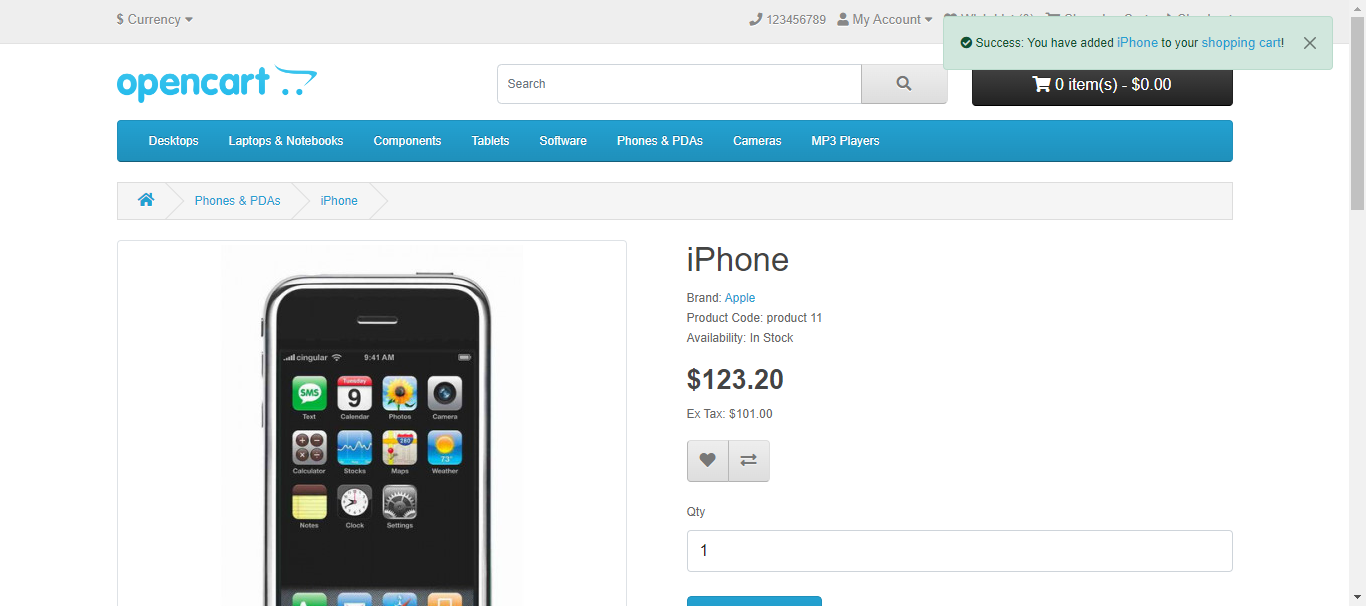 $ Currency
123456789 My Account
Success: You have added iPhone to your shopping cart!
opencart
Search
0 item(s) - $0.00
Desktops Laptops & Notebooks Components Tablets Software Phones & PDAs Cameras MP3 Players
Phones & PDAs iPhone
iPhone
Brand: Apple
Product Code: product 11
Availability: In Stock
$123.20
Ex Tax: $101.00
Qty
1
cingular 9:41 AM
SMS Tuesday 9 280 73°
Text Calendar Photos Camera
Calculator Stocks Maps Weather
Notes Clock Settings